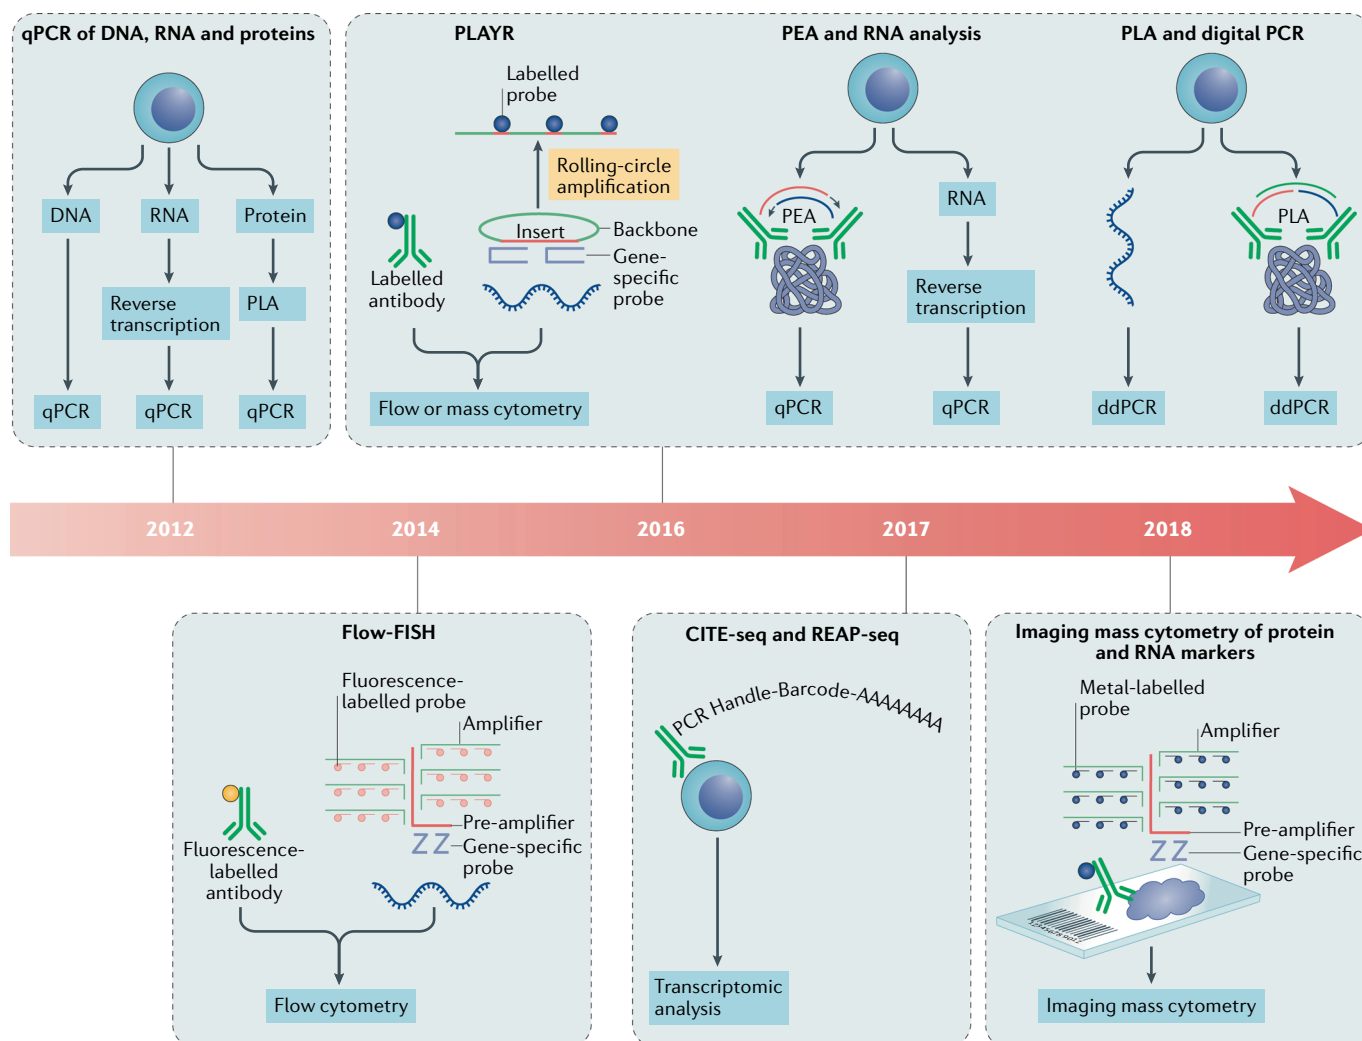 qPCR of DNA, RNA and proteins
DNA
RNA
Protein
Reverse
transcription
PLA
qPCR
qPCR
qPCR
PLAYR
Labelled
probe
Rolling-circle
amplification
Insert
Backbone
Gene-
specific
probe
Labelled
antibody
Flow or mass cytometry
PEA and RNA analysis
PEA
RNA
Reverse
transcription
qPCR
qPCR
PLA and digital PCR
PLA
ddPCR
ddPCR
2012
2014
2016
2017
2018
Flow-FISH
Fluorescence-
labelled probe
Amplifier
Pre-amplifier
Gene-specific
probe
Fluorescence-
labelled
antibody
Flow cytometry
CITE-seq and REAP-seq
PCR Handle-Barcode-AAAAAAAA
Transcriptomic
analysis
Imaging mass cytometry of protein
and RNA markers
Metal-labelled
probe
Amplifier
Pre-amplifier
Gene-specific
probe
Imaging mass cytometry